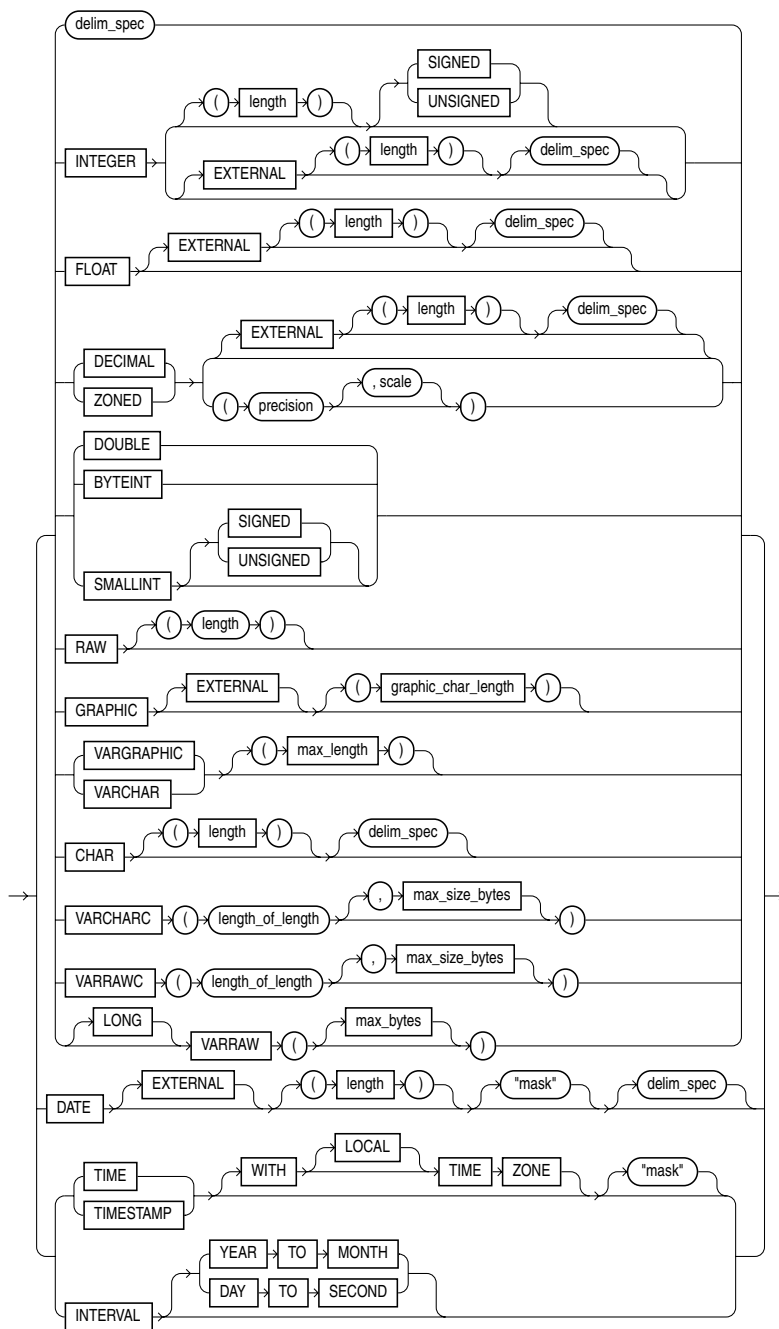 delim_spec
SIGNED
( length )
UNSIGNED
( length ) delim_spec
INTEGER EXTERNAL
( length ) delim_spec
EXTERNAL
FLOAT
( length ) delim_spec
EXTERNAL
DECIMAL
, scale
ZONED
( precision )
DOUBLE
BYTEINT
SIGNED
UNSIGNED
SMALLINT
( length )
RAW
EXTERNAL ( graphic_char_length )
GRAPHIC
VARGRAPHIC ( max_length )
VARCHAR
( length ) delim_spec
CHAR
, max_size_bytes
VARCHARC ( length_of_length )
, max_size_bytes
VARRAWC ( length_of_length )
LONG max_bytes
VARRAW ( )
EXTERNAL ( length ) "mask" delim_spec
DATE
LOCAL
TIME WITH TIME ZONE "mask"
TIMESTAMP
YEAR TO MONTH
DAY TO SECOND
INTERVAL